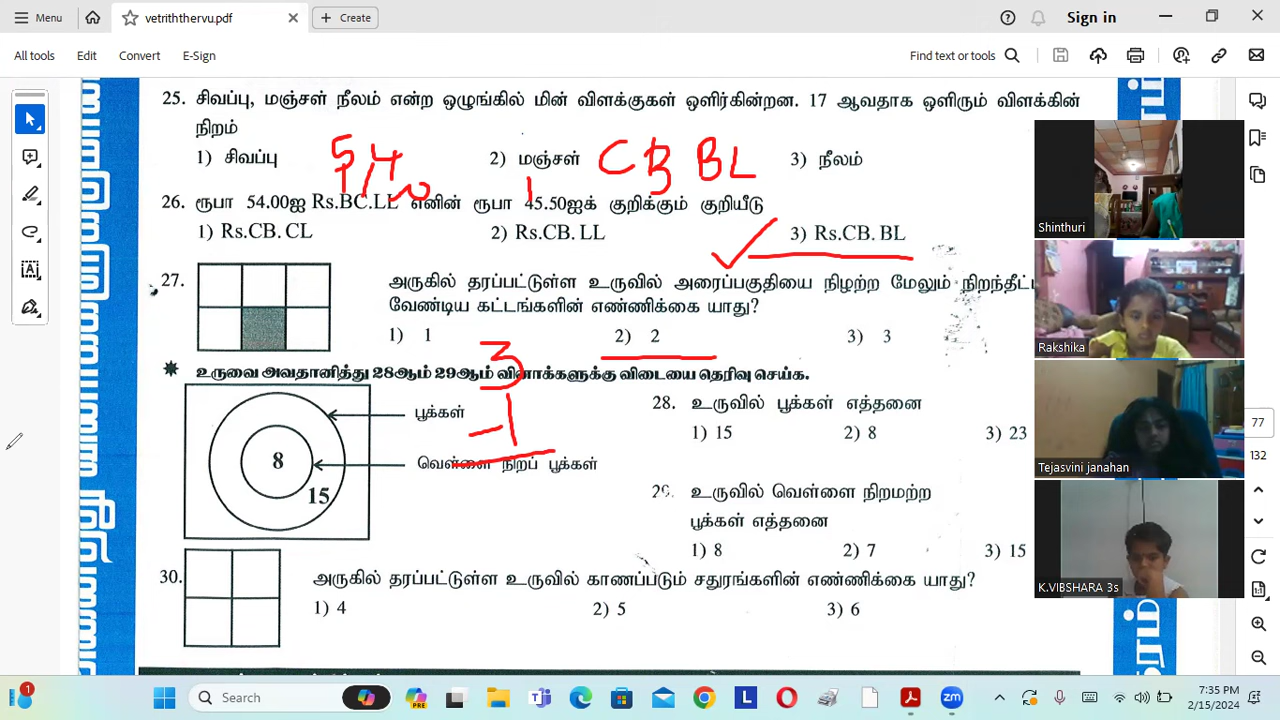 Menu
vetriththervu.pdf
Create
Sign in
All tools
Edit
Convert
E-Sign
Find text or tools
25. சிவப்பு, மஞ்சள் நீலம் என்ற ஒழுங்கில் மின் விளக்குகள் ஒளிர்கின்றன. 17 ஆவதாக ஒளிரும் விளக்கின்
நிறம்
1) சிவப்பு 2) மஞ்சள் 3) நீலம்
54 CB BL
26. ரூபா 54.00ஐ Rs.BC.LL எனின் ரூபா 45.50ஐக் குறிக்கும் குறியீடு
1) Rs.CB. CL 2) Rs.CB. LL 3) Rs.CB. BL
27. அருகில் தரப்பட்டுள்ள உருவில் அரைப்பகுதியை நிழற்ற மேலும் நிறந்தீட்ட
வேண்டிய கட்டங்களின் எண்ணிக்கை யாது?
1) 1 2) 2 3) 3
3
-1
உருவை அவதானித்து 28ஆம் 29ஆம் வினாக்களுக்கு விடையை தெரிவு செய்க.
பூக்கள்
8
வெள்ளை நிறப் பூக்கள்
15
28. உருவில் பூக்கள் எத்தனை
1) 15 2) 8 3) 23
29. உருவில் வெள்ளை நிறமற்ற
பூக்கள் எத்தனை
1) 8 2) 7 3) 15
30. அருகில் தரப்பட்டுள்ள உருவில் காணப்படும் சதுரங்களின் எண்ணிக்கை யாது?
1) 4 2) 5 3) 6
Shinthuri
Rakshika
Tejasvini janahan
K.VIBSHARA 3s
77
132
1
Search
PRE
7:35 PM
2/15/2024